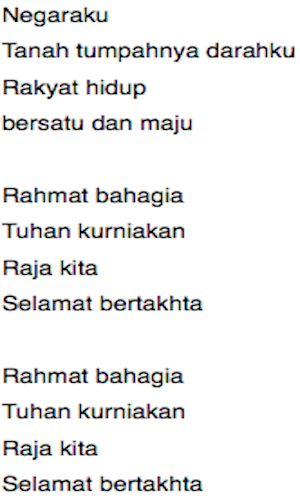 Negaraku
Tanah tumpahnya darahku
Rakyat hidup
bersatu dan maju
Rahmat bahagia
Tuhan kurniakan
Raja kita
Selamat bertakhta
Rahmat bahagia
Tuhan kurniakan
Raja kita
Selamat bertakhta